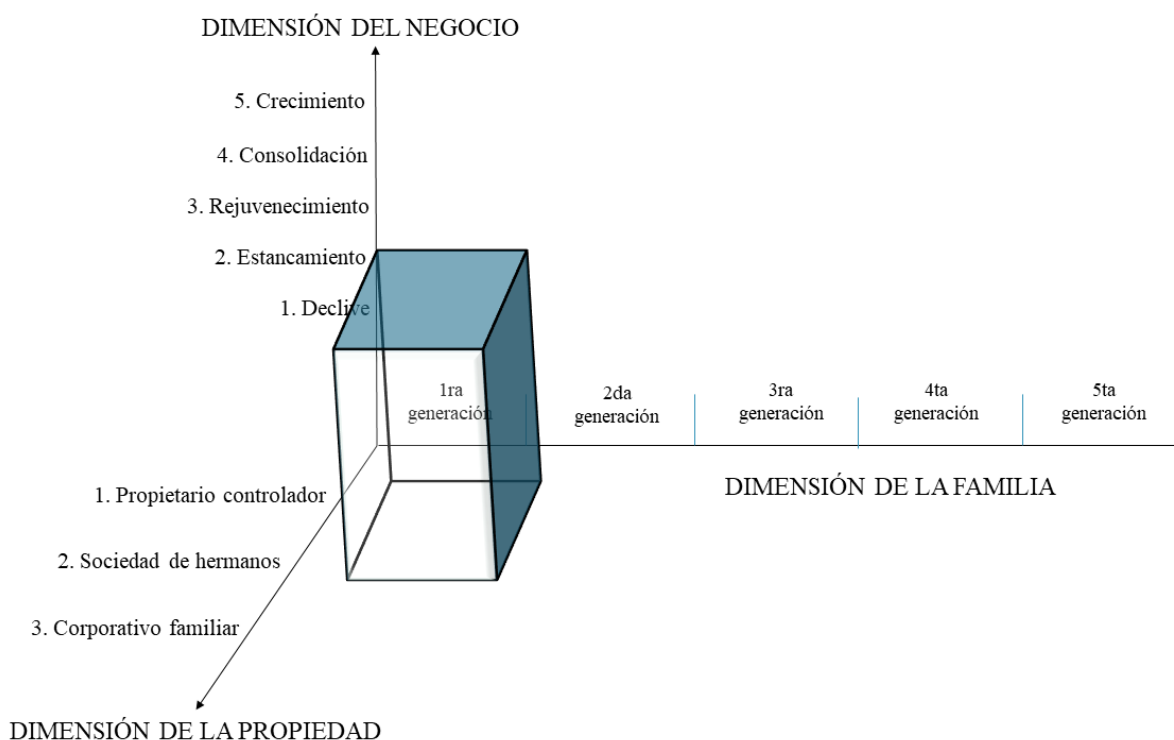 DIMENSIÓN DEL NEGOCIO
5. Crecimiento
4. Consolidación
3. Rejuvenecimiento
2. Estancamiento
1. Declive
1ra
generación
2da
generación
3ra
generación
4ta
generación
5ta
generación
DIMENSIÓN DE LA FAMILIA
1. Propietario controlador
2. Sociedad de hermanos
3. Corporativo familiar
DIMENSIÓN DE LA PROPIEDAD